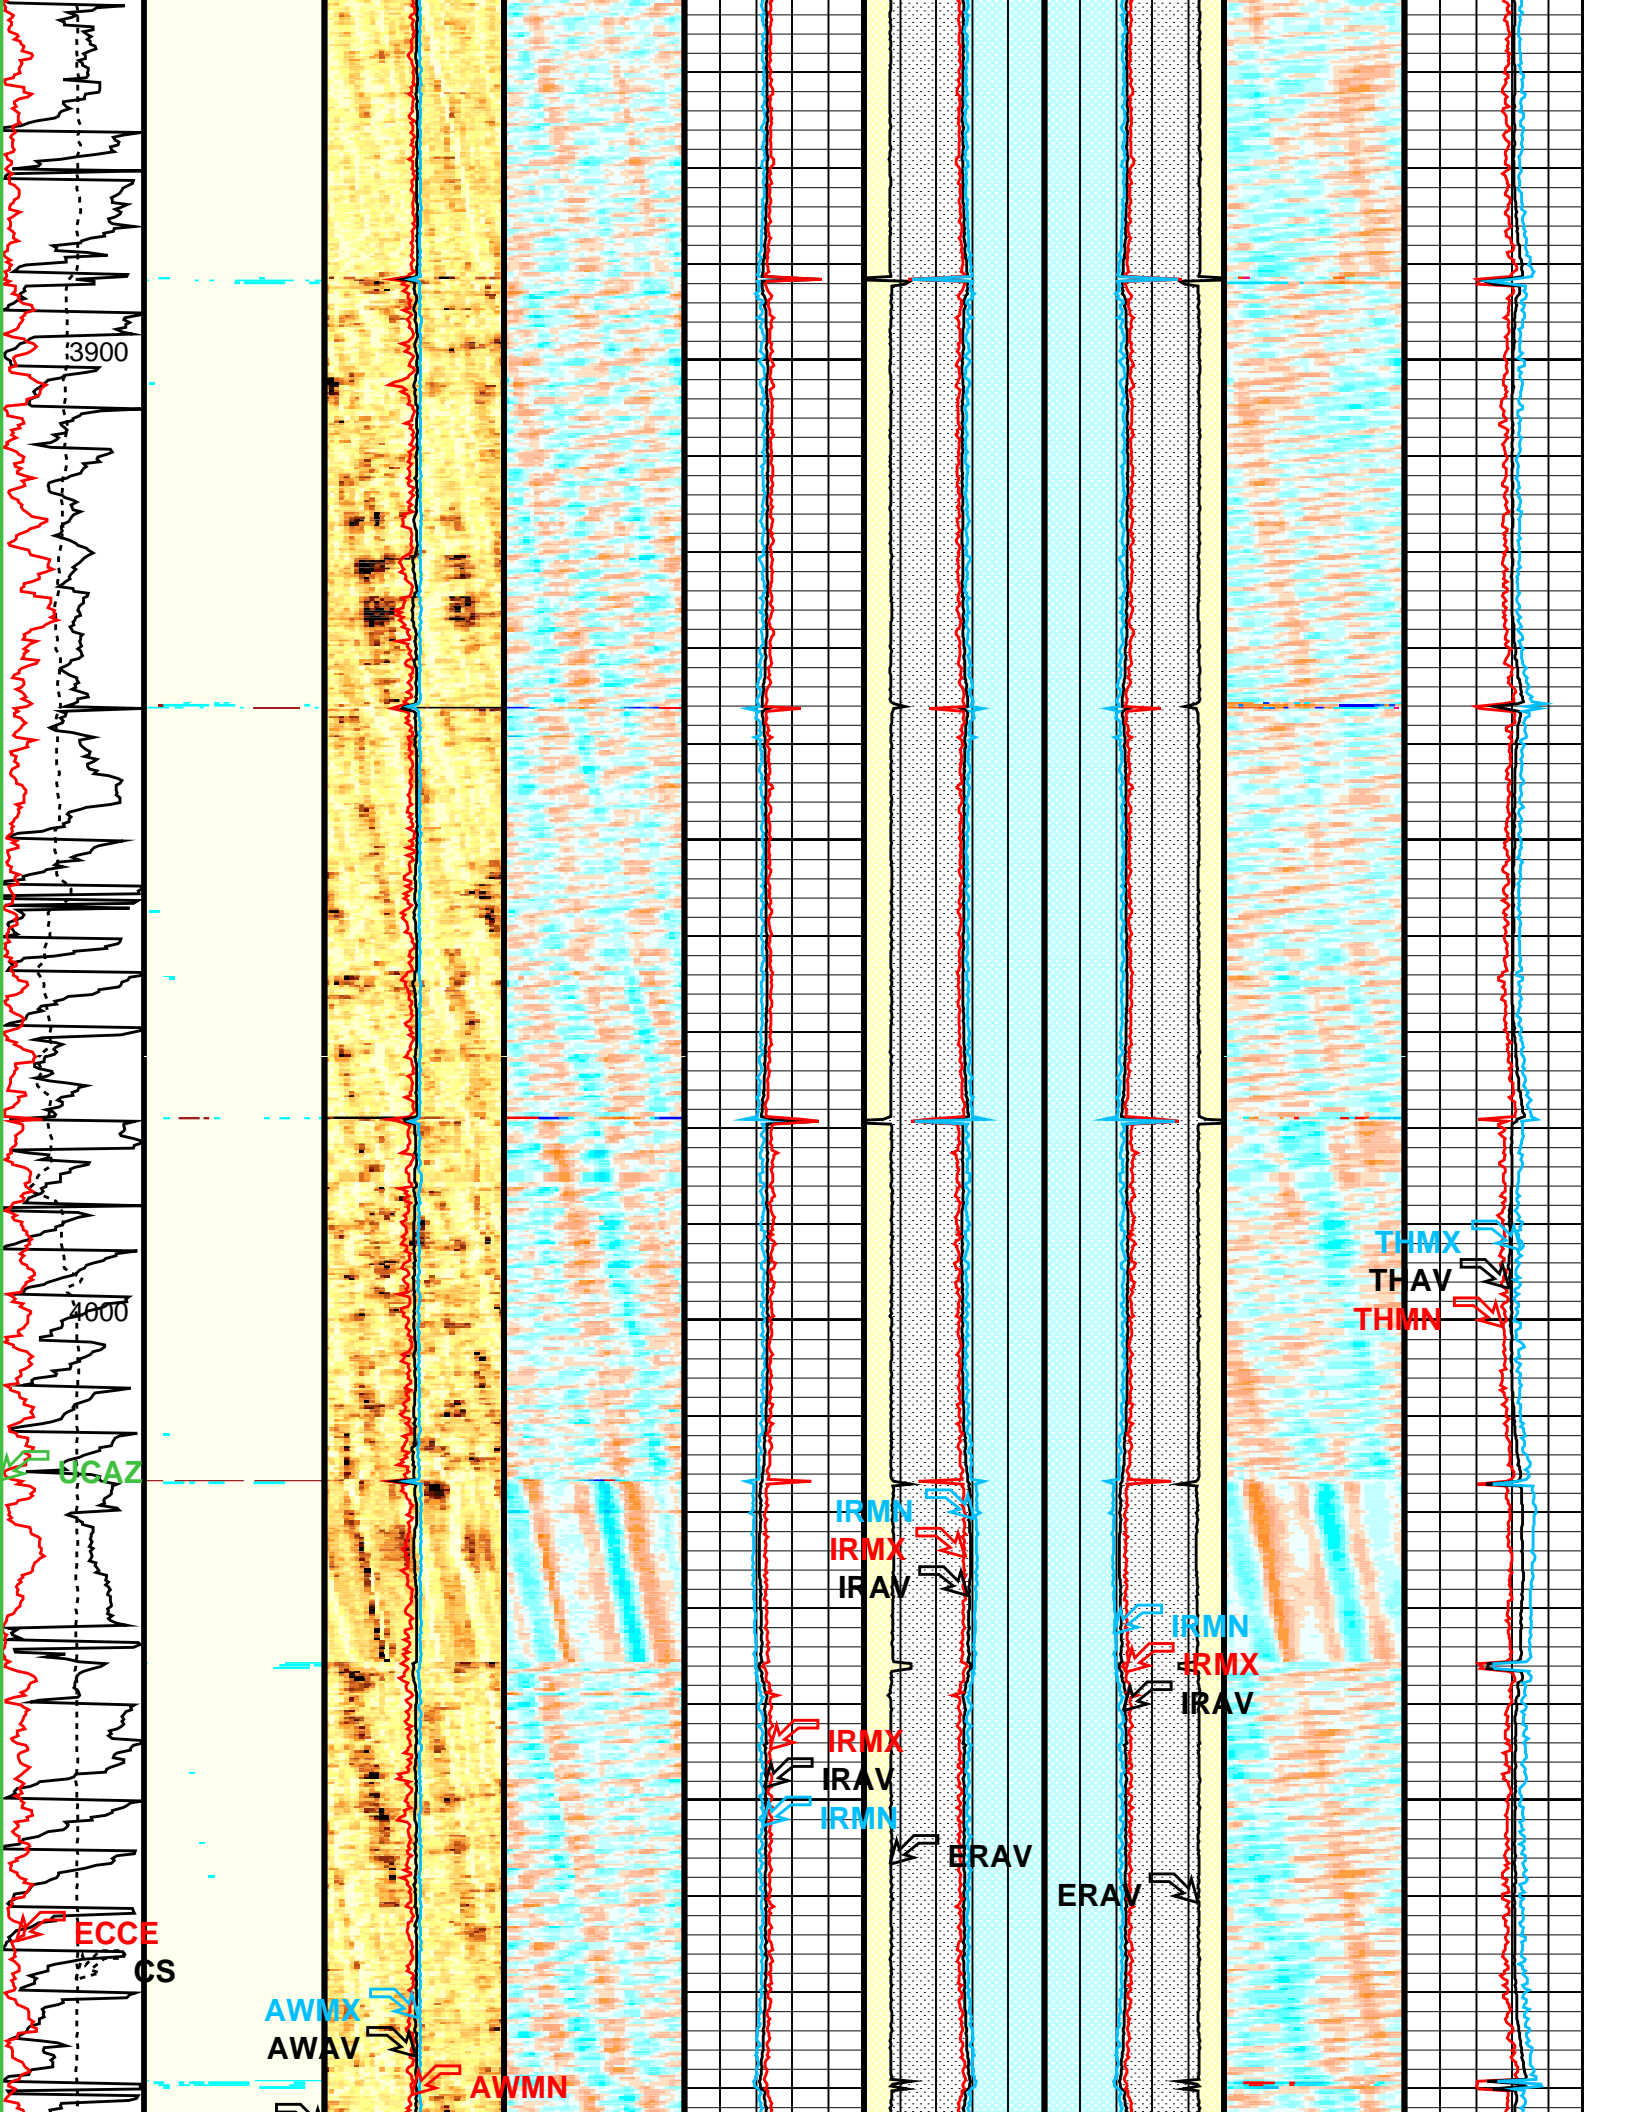 3900
THMX
THAV
4000
THMN
UCAZ
IRMN
IRMX
IRAV
IRMN
IRMX
IRAV
IRMX
IRAV
IRMN
ERAV
ERAV
ECCE
CS
AWMX
AWAV
AWMN